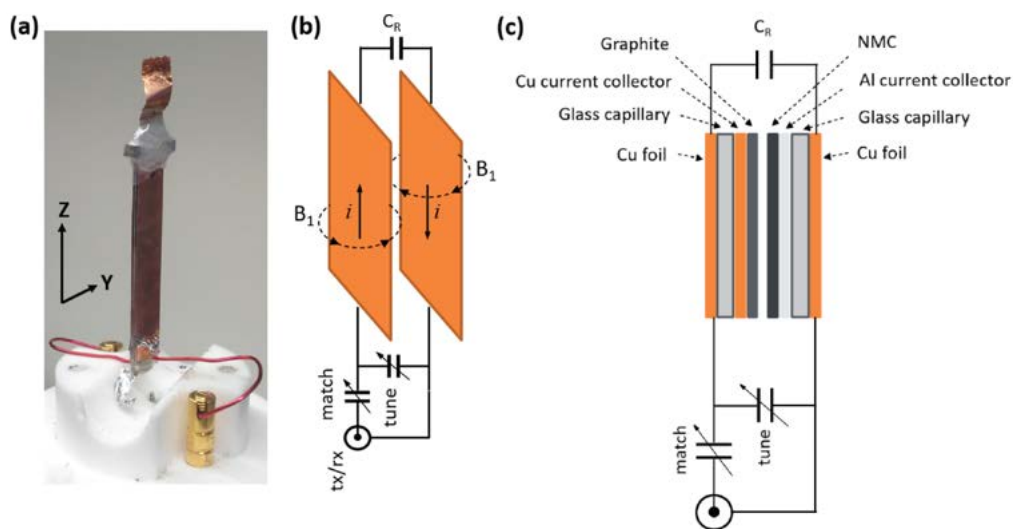 (a)
Z
Y
(b)
C_R
B_1
i
i
B_1
match
tune
tx/rx
(c)
C_R
Graphite
Cu current collector
Glass capillary
Cu foil
NMC
Al current collector
Glass capillary
Cu foil
match
tune